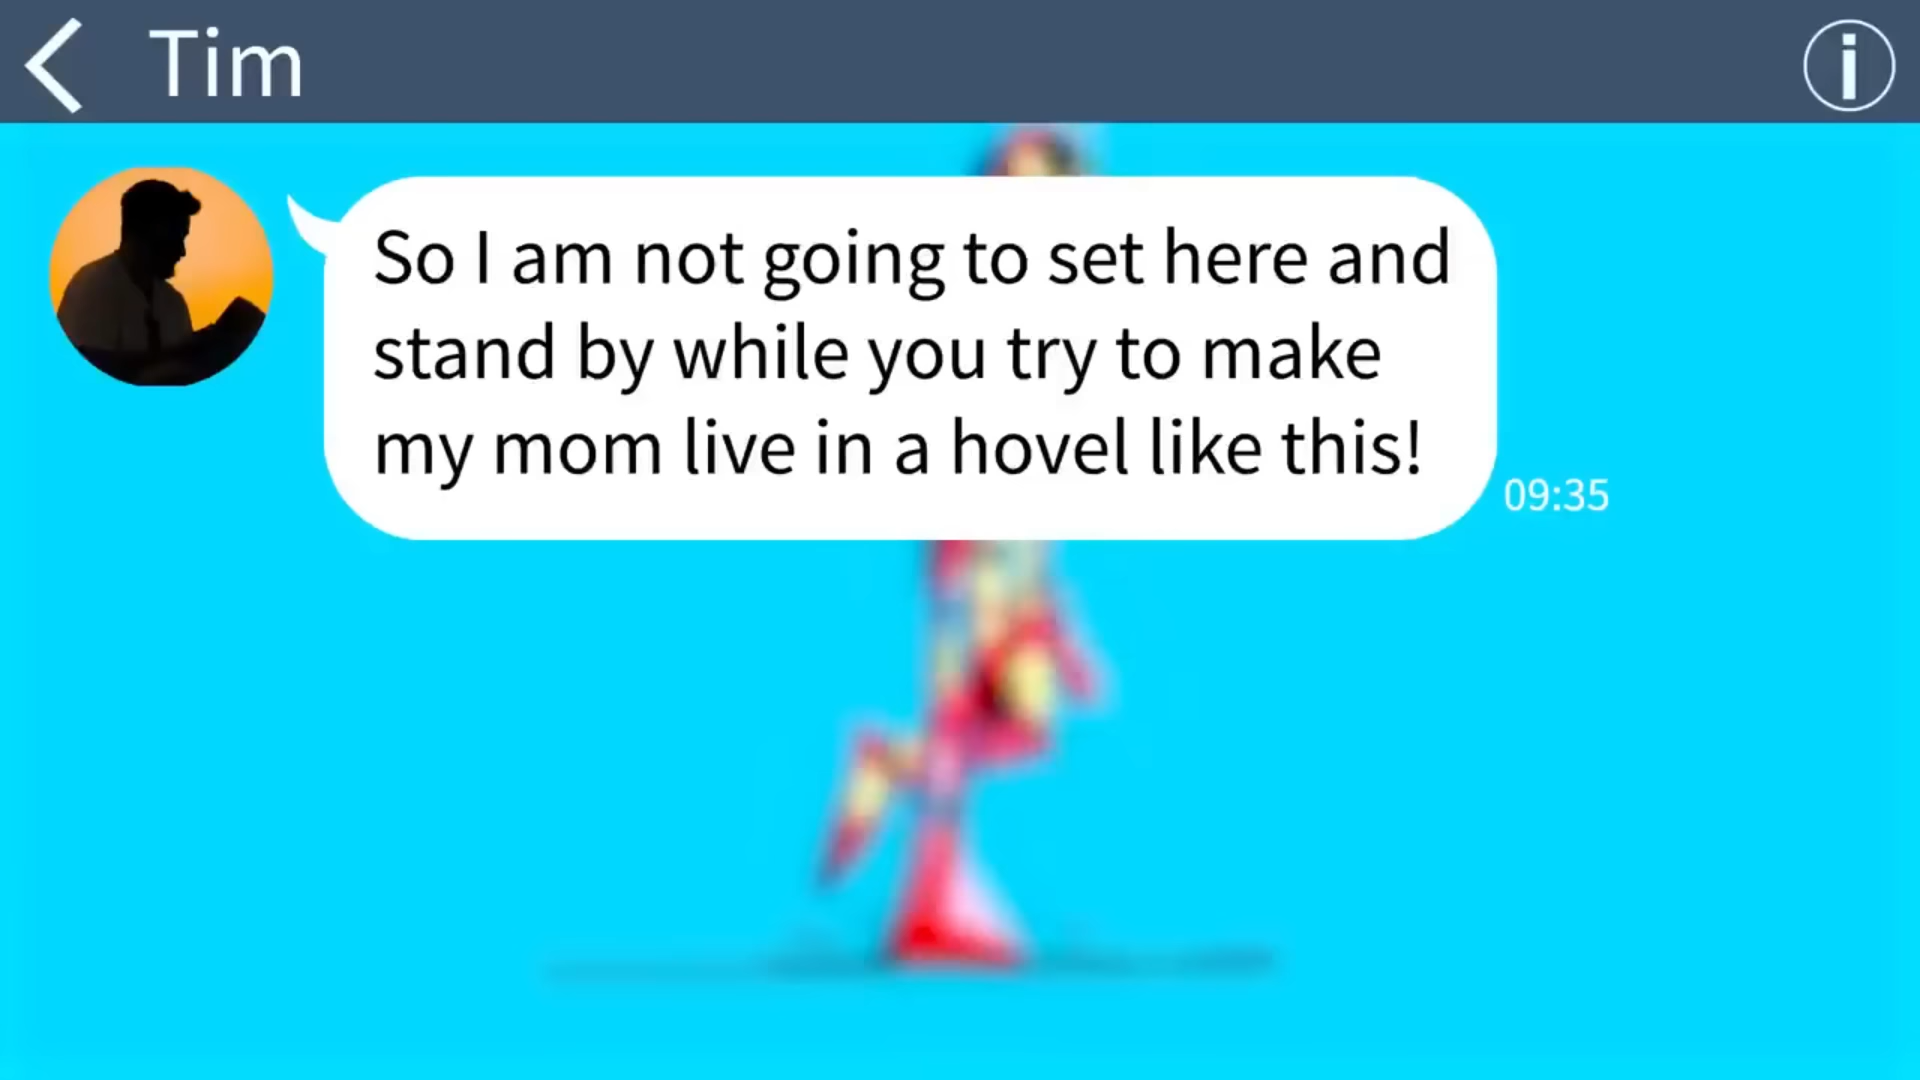 Tim
So I am not going to set here and
stand by while you try to make
my mom live in a hovel like this!
09:35